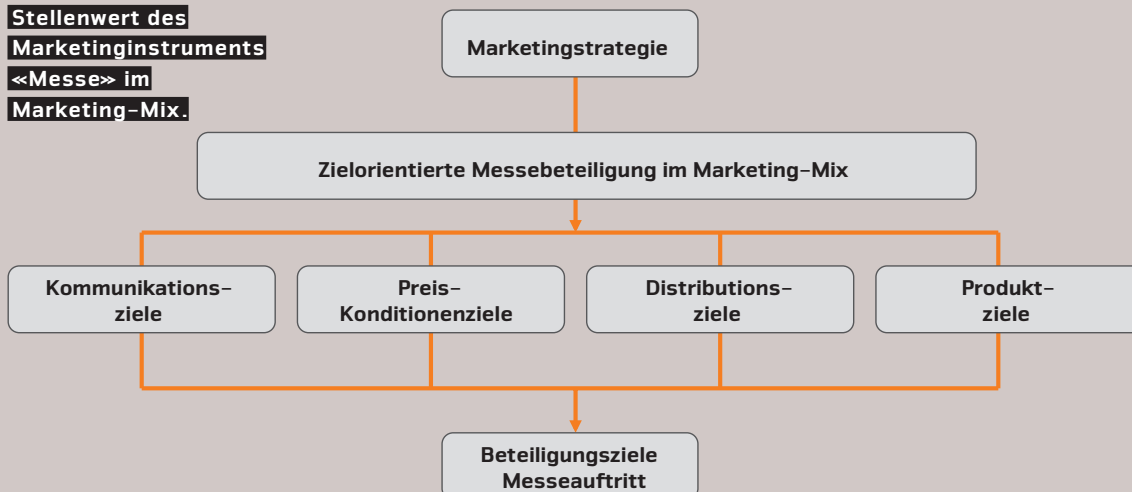 Stellenwert des
Marketinginstruments
«Messe» im
Marketing-Mix.
Marketingstrategie
Zielorientierte Messebeteiligung im Marketing-Mix
Kommunikations-
ziele
Preis-
Konditionenziele
Distributions-
ziele
Produkt-
ziele
Beteiligungsziele
Messeauftritt